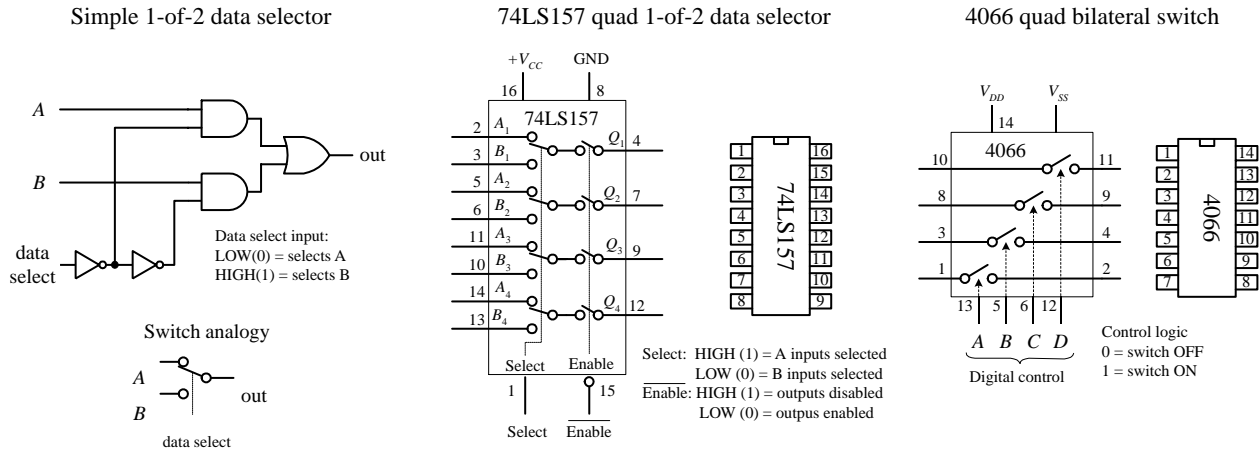 Simple 1-of-2 data selector
A
B
data
select
out
Data select input:
LOW(0) = selects A
HIGH(1) = selects B
Switch analogy
A
B
out
data select
74LS157 quad 1-of-2 data selector
+VCC
GND
16
8
74LS157
2 A1
3 B1
Q1 4
5 A2
6 B2
Q2 7
11 A3
10 B3
Q3 9
14 A4
13 B4
Q4 12
Select Enable
1
15
Select Enable
1 16
2 15
3 14
4 13
5 12
6 11
7 10
8 9
74LS157
Select: HIGH (1) = A inputs selected
LOW (0) = B inputs selected
Enable: HIGH (1) = outputs disabled
LOW (0) = outpus enabled
4066 quad bilateral switch
VDD
VSS
14
4066
10 11
8 9
3 4
1 2
13 5 6 12
A B C D
Digital control
1 14
2 13
3 12
4 11
5 10
6 9
7 8
4066
Control logic
0 = switch OFF
1 = switch ON